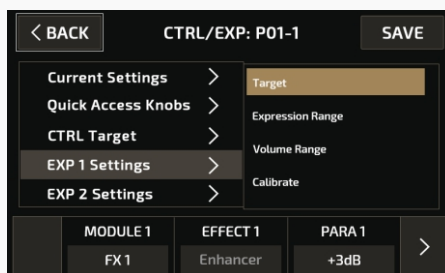 < BACK CTRL/EXP: P01-1 SAVE
Current Settings >
Quick Access Knobs >
CTRL Target >
EXP 1 Settings >
EXP 2 Settings >
Target
Expression Range
Volume Range
Calibrate
MODULE 1 EFFECT 1 PARA 1
FX 1 Enhancer +3dB >